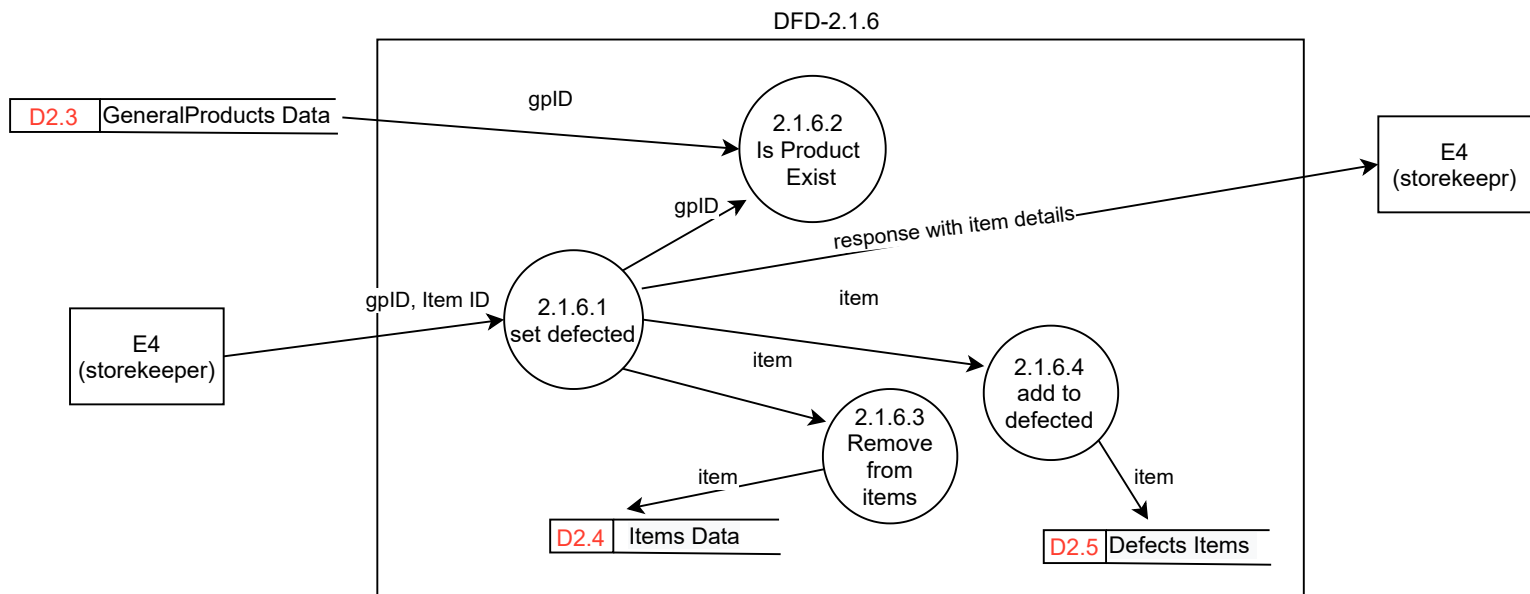 DFD-2.1.6
gpID
D2.3
GeneralProducts Data
2.1.6.2
Is Product
Exist
E4
(storekeepr)
gpID
response with item details
gpID, Item ID
2.1.6.1
set defected
item
E4
(storekeeper)
item
2.1.6.4
add to
defected
2.1.6.3
Remove
from
items
item
item
D2.4
Items Data
D2.5
Defects Items